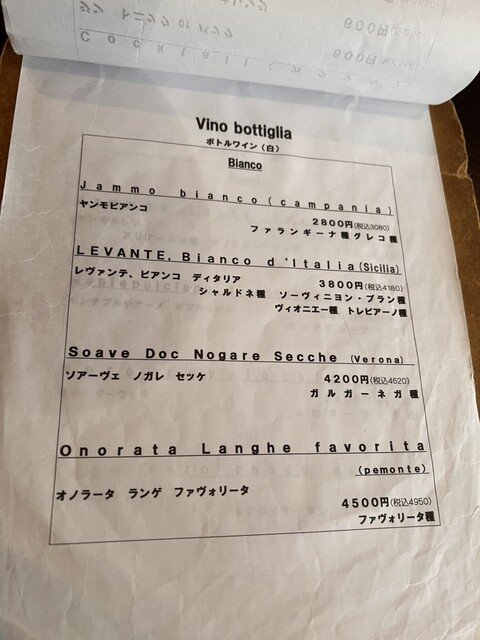 Vino bottiglia
ボトルワイン（白）
Bianco
Jammo bianco(campania)
ヤンモビアンコ
2800円(税込3080)
ファランギーナ種グレコ種
LEVANTE.Bianco d'Italia(Sicilia)
レヴァンテ、ビアンコ ディタリア
3800円(税込4180)
シャルドネ種 ソーヴィニヨン・ブラン種
ヴィオニエー種 トレビアーノ種
Soave Doc Nogare Secche (Verona)
ソアーヴェ ノガレ セッケ
4200円(税込4620)
ガルガーネガ種
Onorata Langhe favorita
(pemonte)
オノラータ ランゲ ファヴォリータ
4500円(税込4950)
ファヴォリータ種